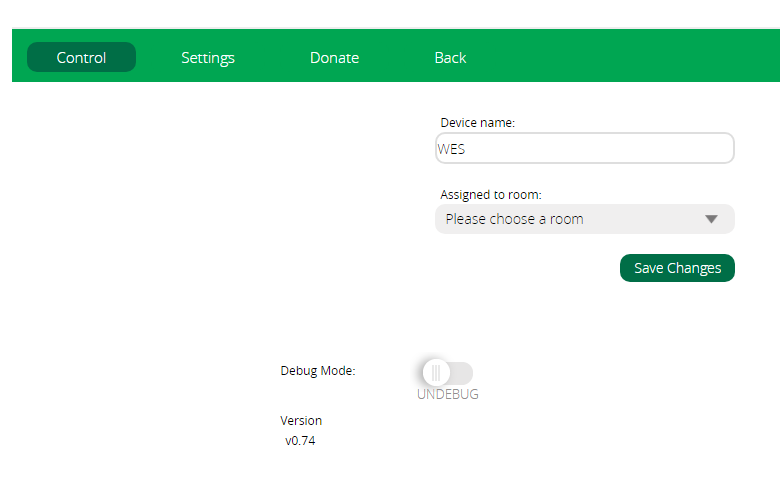 Control Settings Donate Back
Device name:
WES
Assigned to room:
Please choose a room
Save Changes
Debug Mode:
UNDEBUG
Version
v0.74